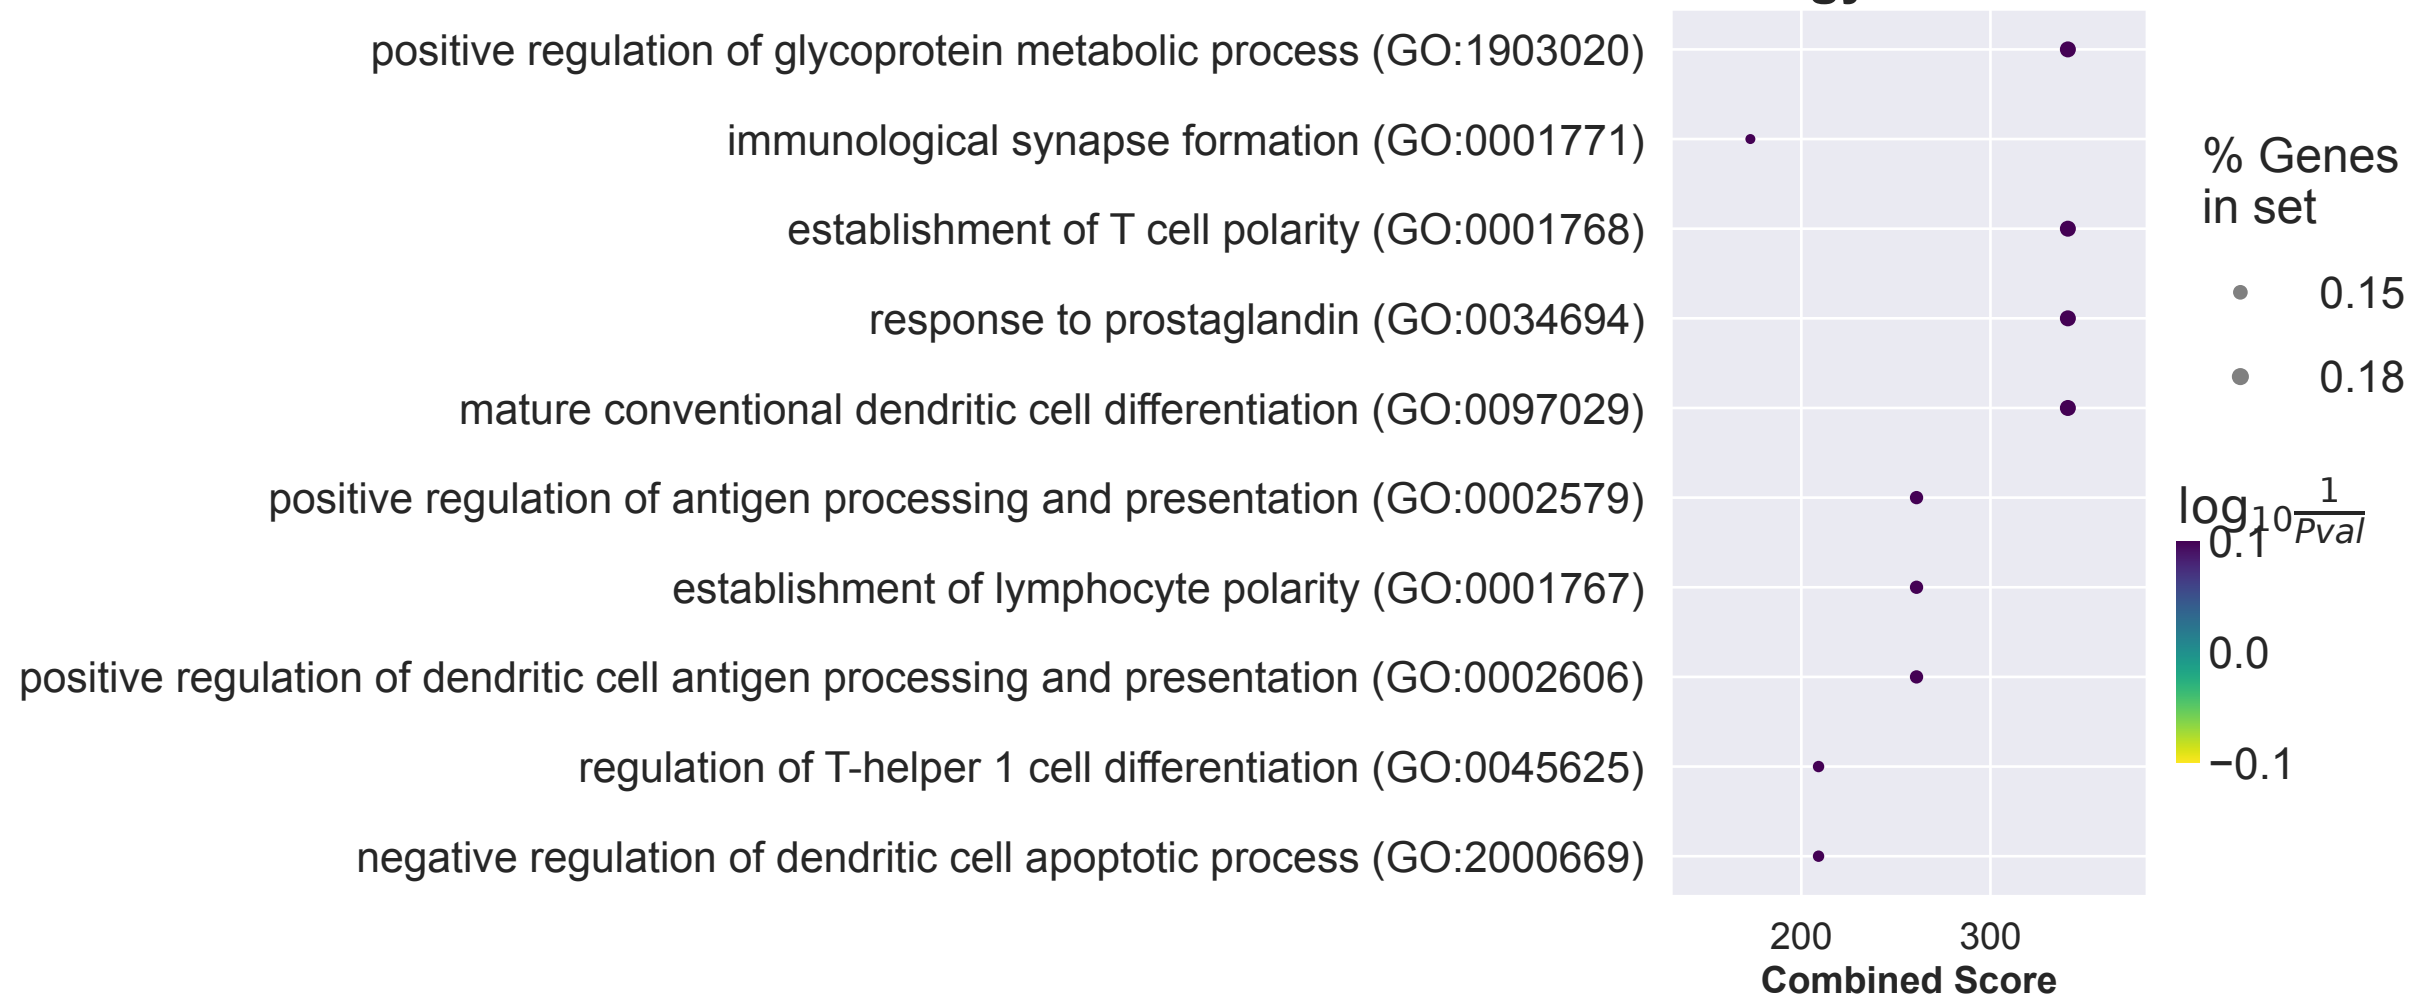 positive regulation of glycoprotein metabolic process (GO:1903020)
immunological synapse formation (GO:0001771)
establishment of T cell polarity (GO:0001768)
response to prostaglandin (GO:0034694)
mature conventional dendritic cell differentiation (GO:0097029)
positive regulation of antigen processing and presentation (GO:0002579)
establishment of lymphocyte polarity (GO:0001767)
positive regulation of dendritic cell antigen processing and presentation (GO:0002606)
regulation of T-helper 1 cell differentiation (GO:0045625)
negative regulation of dendritic cell apoptotic process (GO:2000669)
200 300
Combined Score
% Genes
in set
0.15
0.18
log10 1/Pval
0.1
0.0
−0.1